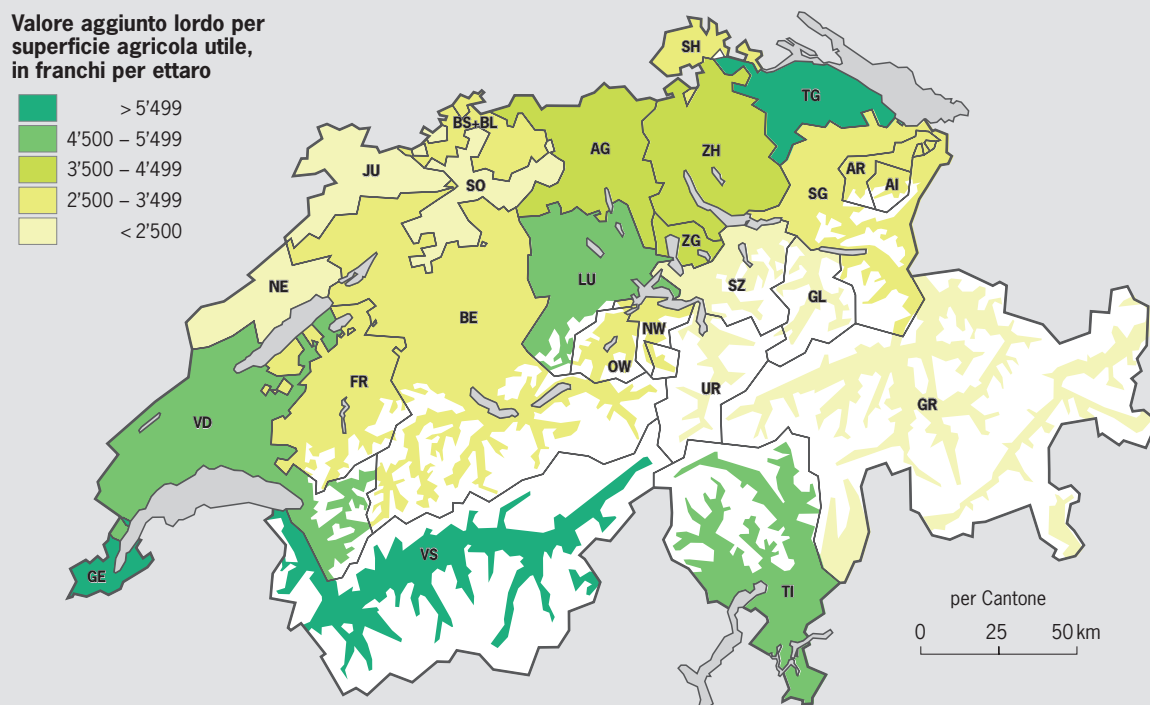 Valore aggiunto lordo per
superficie agricola utile,
in franchi per ettaro
> 5’499
4’500 – 5’499
3’500 – 4’499
2’500 – 3’499
< 2’500
SH
TG
BS+BL
AG
ZH
JU
SO
AR
AI
SG
ZG
NE
LU
SZ
GL
BE
NW
OW
FR
UR
GR
VD
VS
GE
TI
per Cantone
0 25 50 km